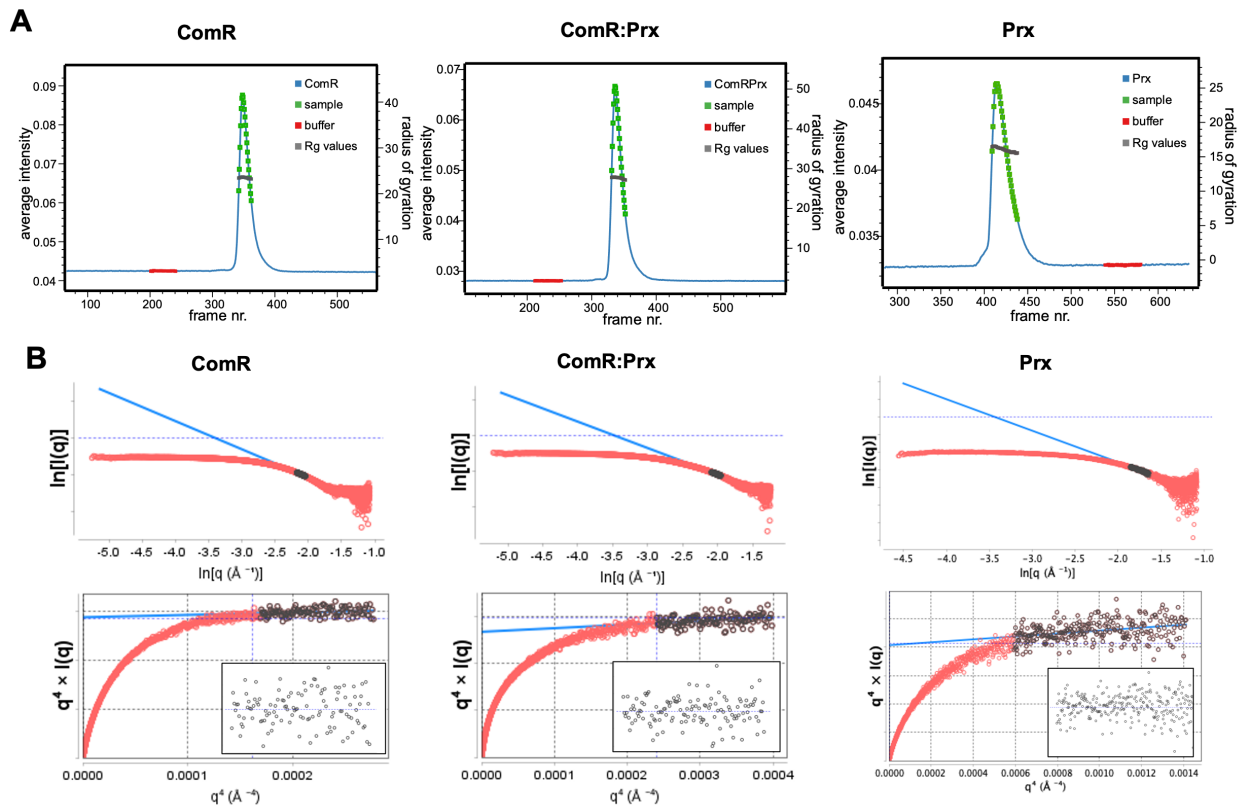 A
ComR
ComR:Prx
Prx
0.09
0.08
0.07
0.06
0.05
0.04
average intensity
40
30
20
10
radius of gyration
ComR
sample
buffer
Rg values
100
200
300
400
500
frame nr.
0.07
0.06
0.05
0.04
0.03
average intensity
50
40
30
20
10
radius of gyration
ComRPrx
sample
buffer
Rg values
200
300
400
500
frame nr.
0.045
0.04
0.035
average intensity
25
20
15
10
5
0
radius of gyration
Prx
sample
buffer
Rg values
300
350
400
450
500
550
600
frame nr.
B
ComR
ComR:Prx
Prx
ln[I(q)]
-5.0 -4.5 -4.0 -3.5 -3.0 -2.5 -2.0 -1.5 -1.0
ln[q (Å⁻¹)]
ln[I(q)]
-5.0 -4.5 -4.0 -3.5 -3.0 -2.5 -2.0 -1.5
ln[q (Å⁻¹)]
ln[I(q)]
-4.5 -4.0 -3.5 -3.0 -2.5 -2.0 -1.5 -1.0
ln[q (Å⁻¹)]
q⁴ × I(q)
0.0000 0.0001 0.0002
q⁴ (Å⁻⁴)
q⁴ × I(q)
0.0000 0.0001 0.0002 0.0003 0.0004
q⁴ (Å⁻⁴)
q⁴ × I(q)
0.0000 0.0002 0.0004 0.0006 0.0008 0.0010 0.0012 0.0014
q⁴ (Å⁻⁴)